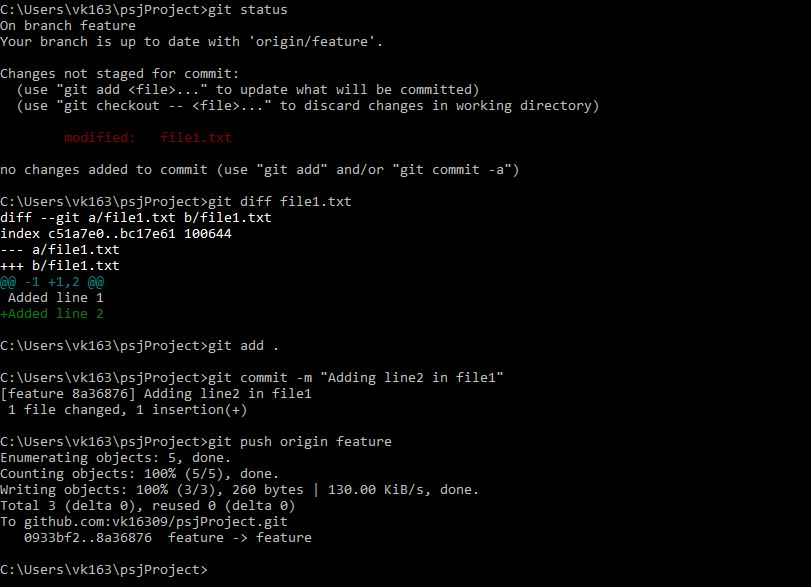 C:\Users\vk163\psjProject>git status
On branch feature
Your branch is up to date with 'origin/feature'.
Changes not staged for commit:
(use "git add <file>..." to update what will be committed)
(use "git checkout -- <file>..." to discard changes in working directory)
modified:   file1.txt
no changes added to commit (use "git add" and/or "git commit -a")
C:\Users\vk163\psjProject>git diff file1.txt
diff --git a/file1.txt b/file1.txt
index c51a7e0..bc17e61 100644
--- a/file1.txt
+++ b/file1.txt
@@ -1 +1,2 @@
Added line 1
+Added line 2
C:\Users\vk163\psjProject>git add .
C:\Users\vk163\psjProject>git commit -m "Adding line2 in file1"
[feature 8a36876] Adding line2 in file1
1 file changed, 1 insertion(+)
C:\Users\vk163\psjProject>git push origin feature
Enumerating objects: 5, done.
Counting objects: 100% (5/5), done.
Writing objects: 100% (3/3), 260 bytes | 130.00 KiB/s, done.
Total 3 (delta 0), reused 0 (delta 0)
To github.com:vk16309/psjProject.git
0933bf2..8a36876  feature -> feature
C:\Users\vk163\psjProject>